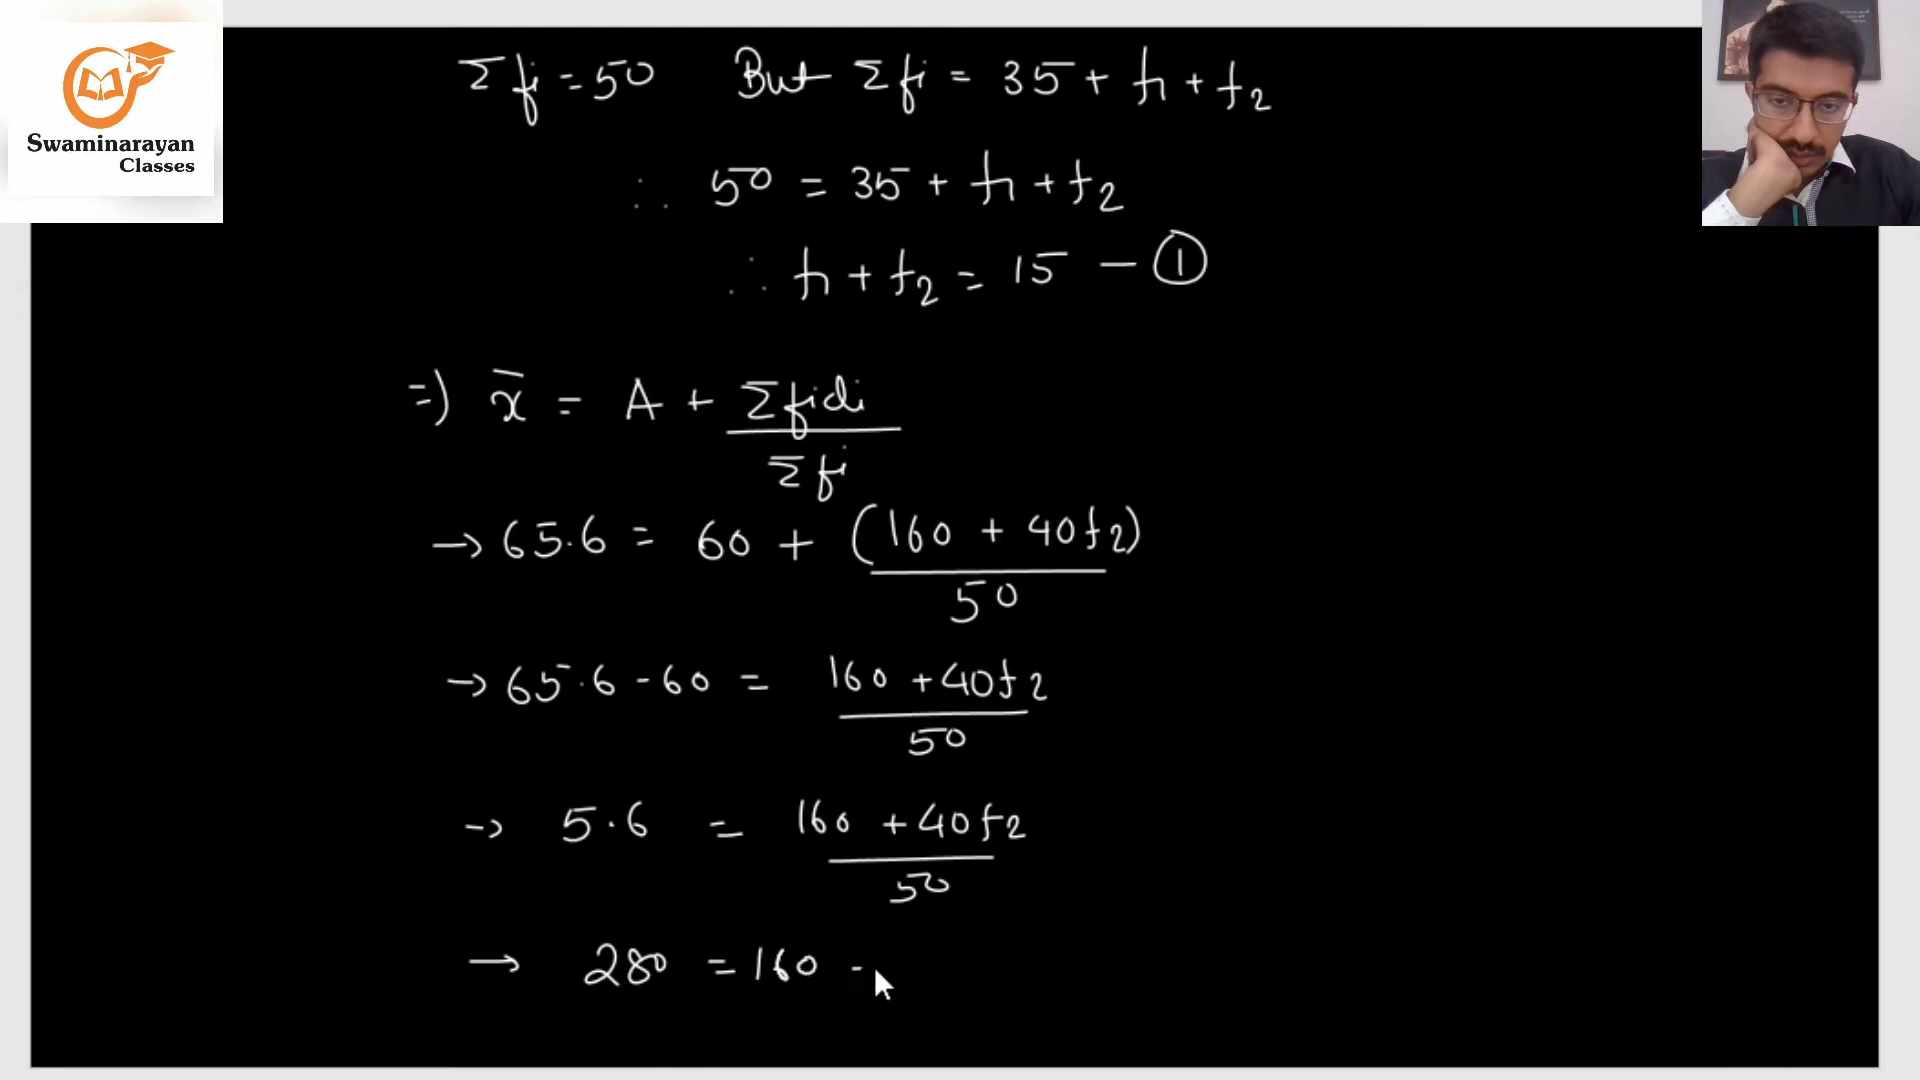 Swaminarayan
Classes
Σfi = 50 But Σfi = 35 + f1 + f2
∴ 50 = 35 + f1 + f2
∴ f1 + f2 = 15 — ①
⇒ x̄ = A + Σfidi
Σfi
→ 65.6 = 60 + (160 + 40f2)
50
→ 65.6 - 60 = 160 + 40f2
50
→ 5.6 = 160 + 40f2
50
→ 280 = 160 -